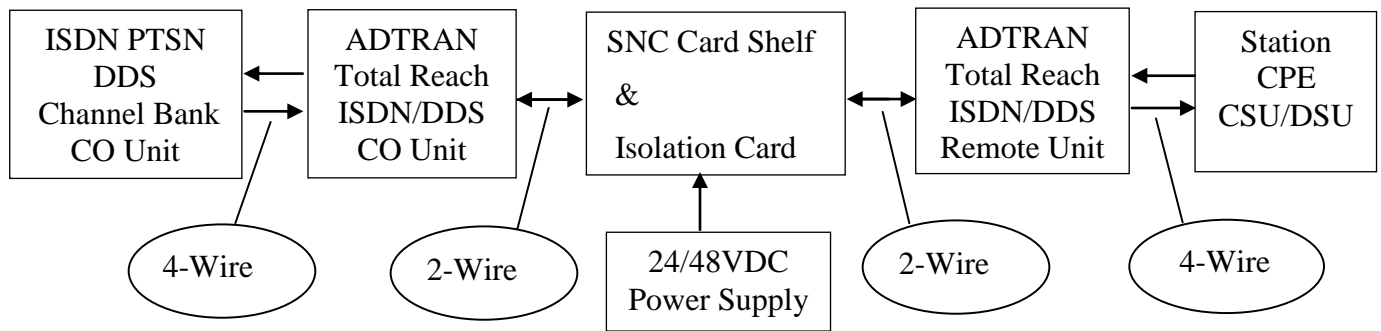 ISDN PTSN
DDS
Channel Bank
CO Unit
ADTRAN
Total Reach
ISDN/DDS
CO Unit
SNC Card Shelf
&
Isolation Card
ADTRAN
Total Reach
ISDN/DDS
Remote Unit
Station
CPE
CSU/DSU
4-Wire
2-Wire
24/48VDC
Power Supply
2-Wire
4-Wire